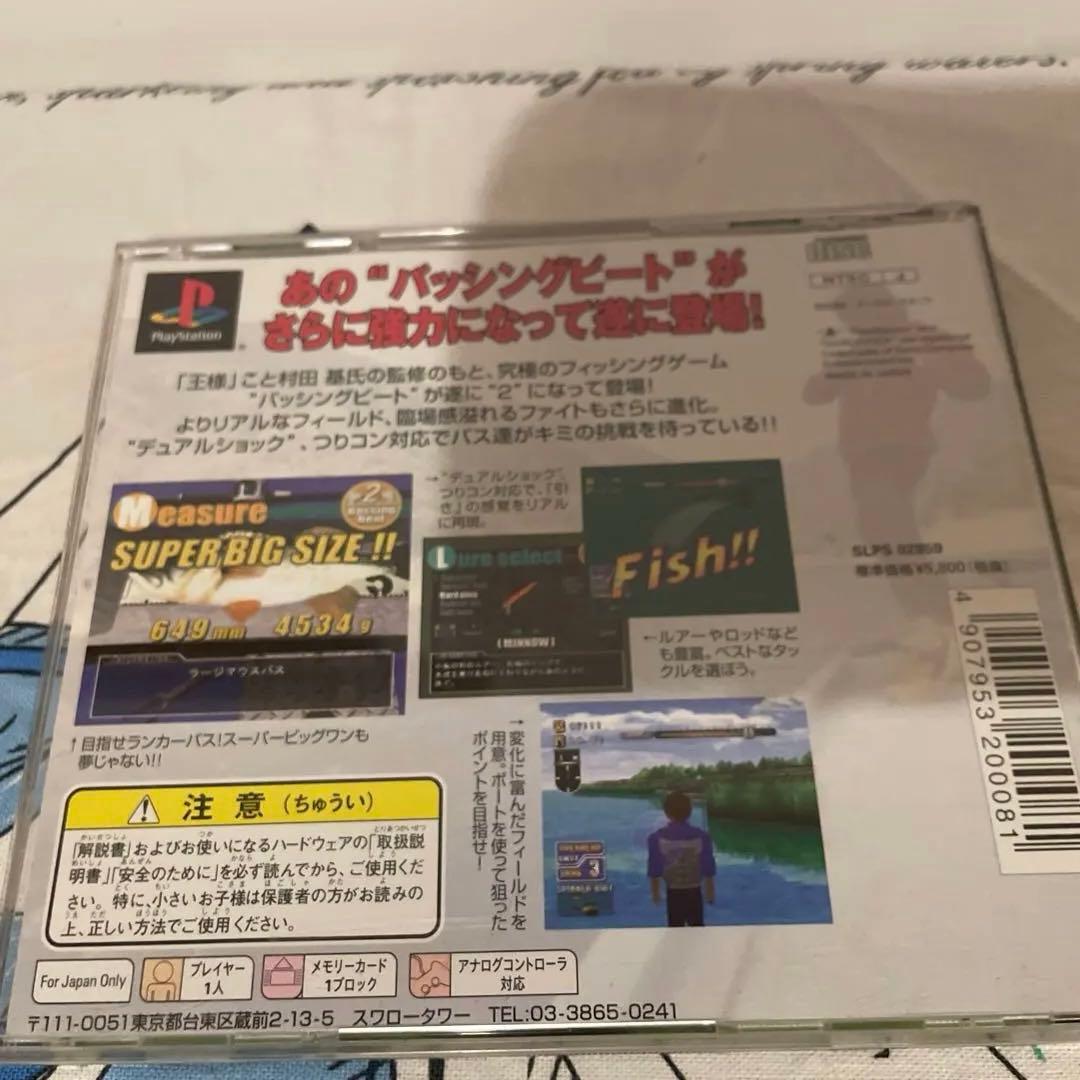 PlayStation
あの“バッシングビート”が
さらに強力になって遂に登場!
「王様」こと村田 基氏の監修のもと、究極のフィッシングゲーム
“バッシングビート”が遂に“2”になって登場!
よりリアルなフィールド、臨場感溢れるファイトもさらに進化。
“デュアルショック”、つりコン対応でバス達がキミの挑戦を待っている!!
NTSC J
SLPS 02959
標準価格¥5,800(税抜)
4 907953 200081
Measure
SUPER BIG SIZE!!
649mm 4534g
ラージマウスバス
→“デュアルショック”、
つりコン対応で、「引
き」の感覚をリアル
に再現。
Lure select
[MINNOW]
Fish!!
←ルアーやロッドなど
も豊富。ベストなタッ
クルを選ぼう。
↑目指せランカーバス!スーパービッグワンも
夢じゃない!!
→変化に富んだフィールドを
用意。ボートを使って狙った
ポイントを目指せ!
3
注意(ちゅうい)
「解説書」およびお使いになるハードウェアの「取扱説
明書」「安全のために」を必ず読んでから、ご使用くだ
さい。特に、小さいお子様は保護者の方がお読みの
上、正しい方法でご使用ください。
For Japan Only
プレイヤー
1人
メモリーカード
1ブロック
アナログコントローラ
対応
〒111-0051東京都台東区蔵前2-13-5 スワロータワー TEL:03-3865-0241